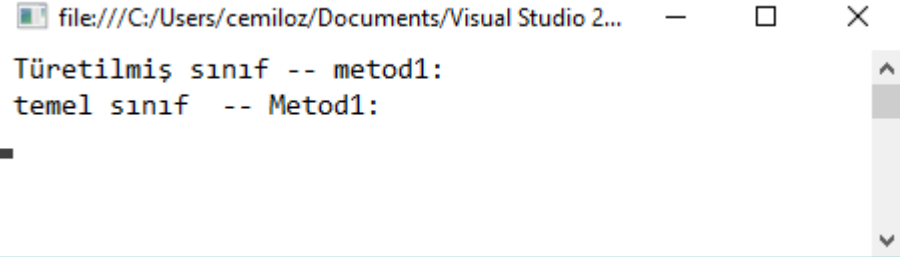 file:///C:/Users/cemiloz/Documents/Visual Studio 2...
Türetilmiş sınıf -- metod1:
temel sınıf  -- Metod1: